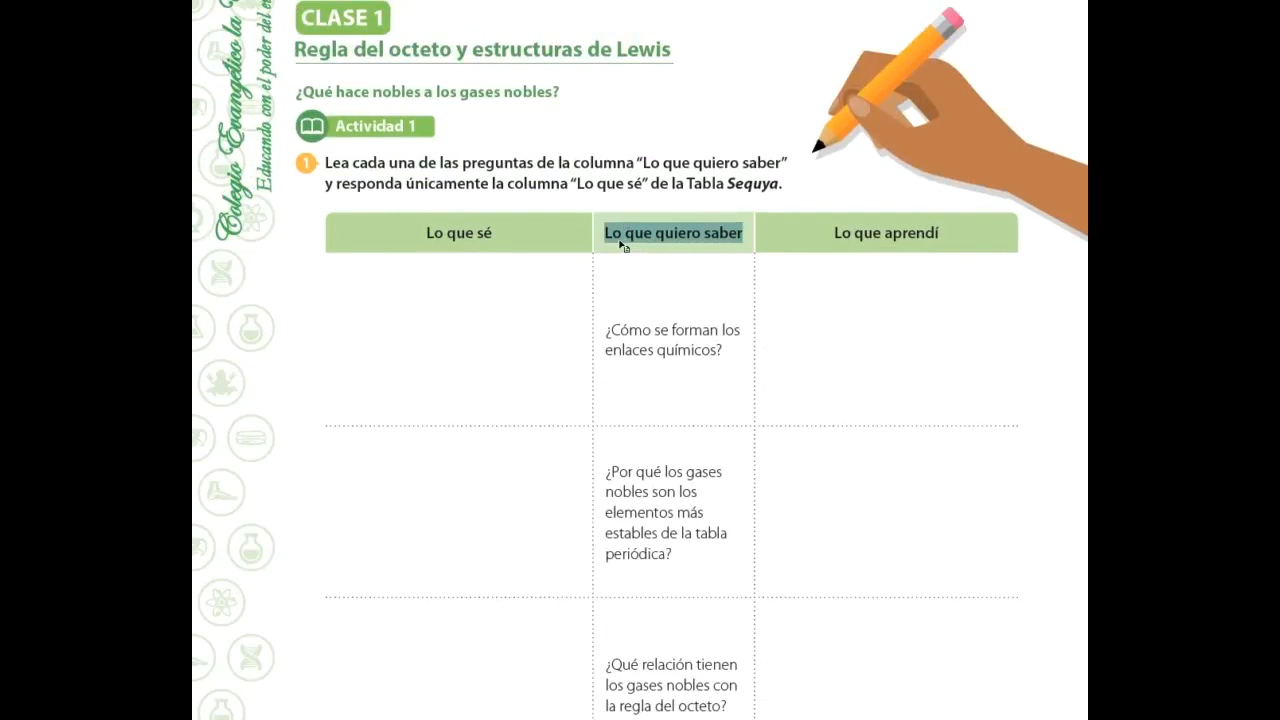 Colegio Evangélico la
Educando con el poder del
CLASE 1
Regla del octeto y estructuras de Lewis
¿Qué hace nobles a los gases nobles?
Actividad 1
1 Lea cada una de las preguntas de la columna “Lo que quiero saber”
y responda únicamente la columna “Lo que sé” de la Tabla Sequya.
Lo que sé Lo que quiero saber Lo que aprendí
¿Cómo se forman los
enlaces químicos?
¿Por qué los gases
nobles son los
elementos más
estables de la tabla
periódica?
¿Qué relación tienen
los gases nobles con
la regla del octeto?